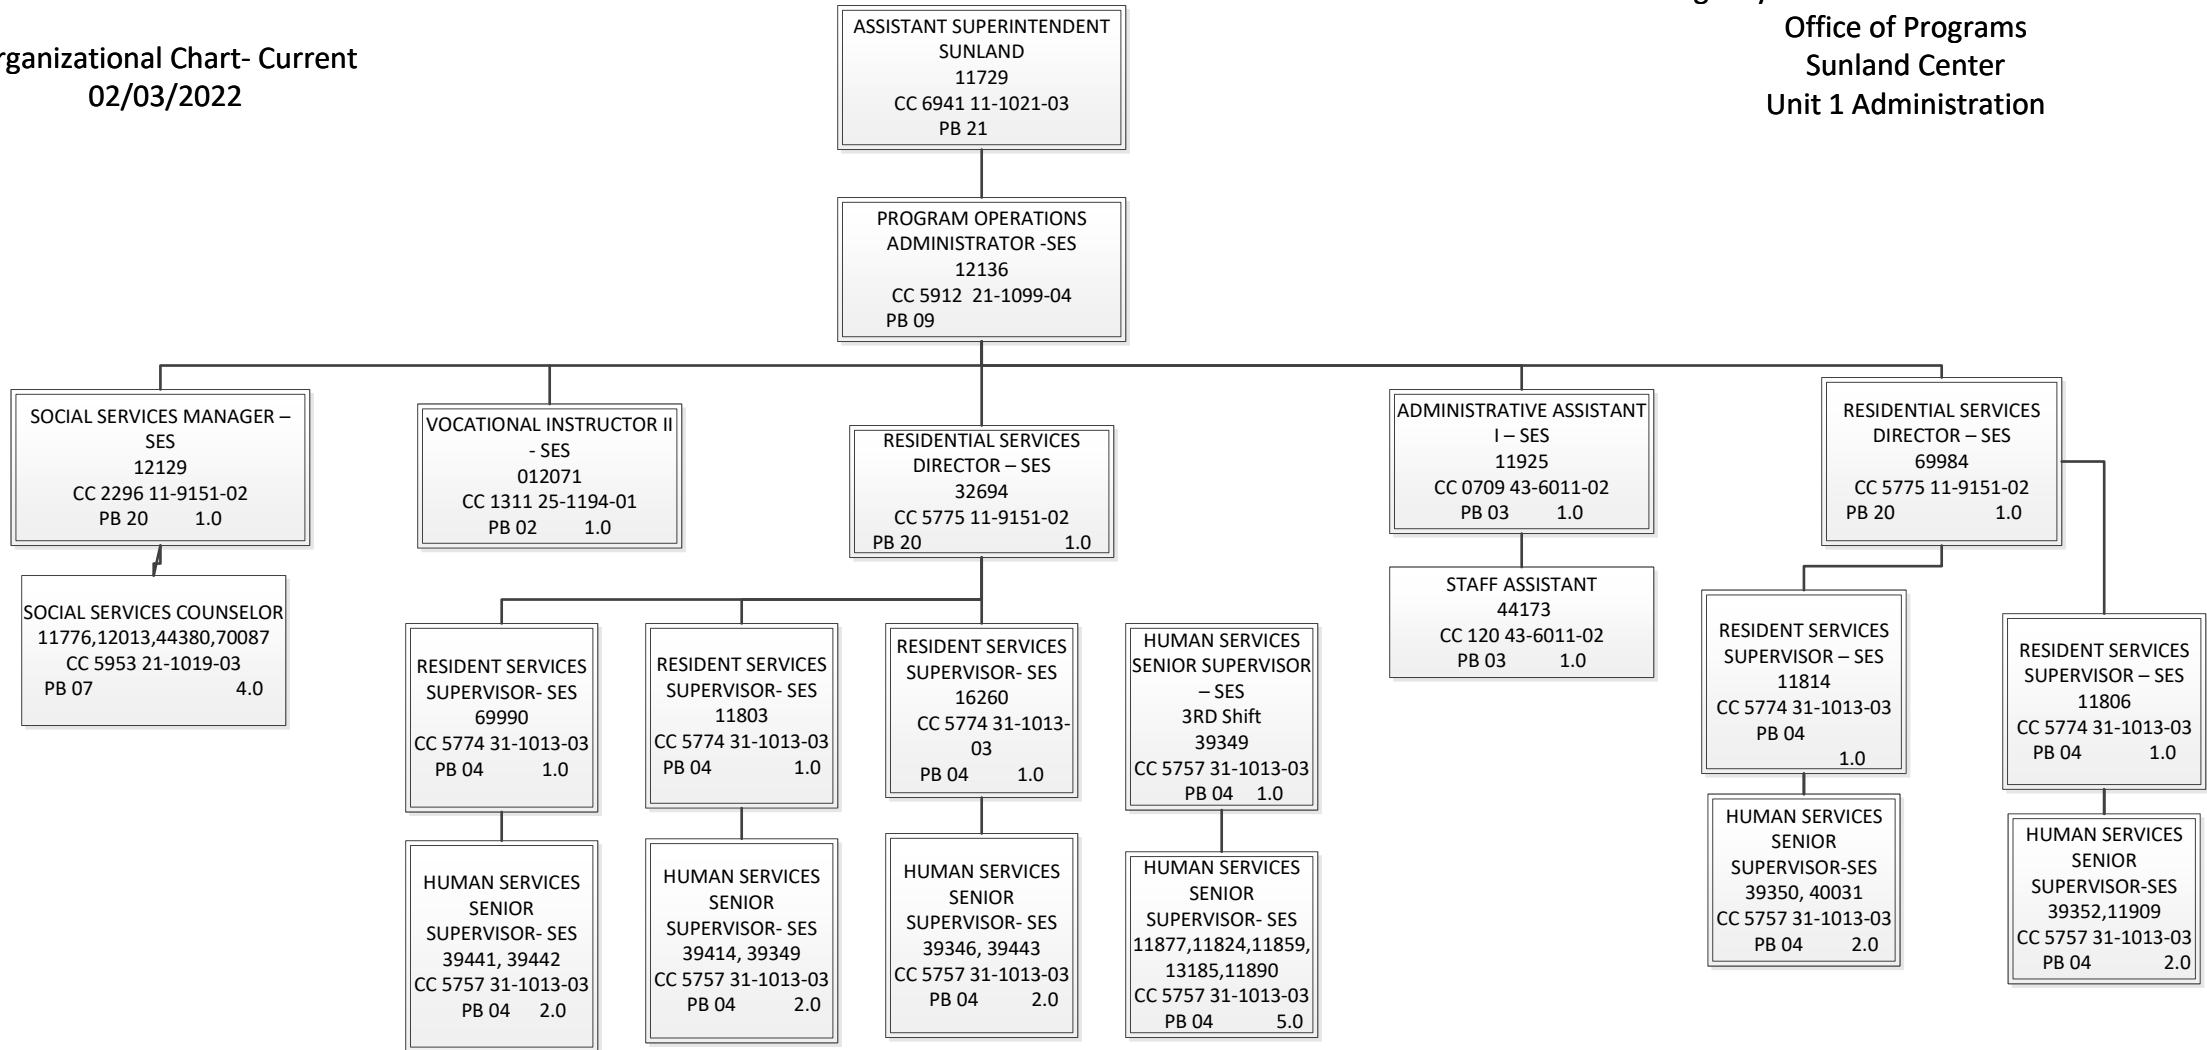 Organizational Chart- Current
02/03/2022
Office of Programs
Sunland Center
Unit 1 Administration
ASSISTANT SUPERINTENDENT
SUNLAND
11729
CC 6941 11-1021-03
PB 21
PROGRAM OPERATIONS
ADMINISTRATOR -SES
12136
CC 5912 21-1099-04
PB 09
SOCIAL SERVICES MANAGER –
SES
12129
CC 2296 11-9151-02
PB 20 1.0
VOCATIONAL INSTRUCTOR II
- SES
012071
CC 1311 25-1194-01
PB 02 1.0
RESIDENTIAL SERVICES
DIRECTOR – SES
32694
CC 5775 11-9151-02
PB 20 1.0
ADMINISTRATIVE ASSISTANT
I – SES
11925
CC 0709 43-6011-02
PB 03 1.0
RESIDENTIAL SERVICES
DIRECTOR – SES
69984
CC 5775 11-9151-02
PB 20 1.0
SOCIAL SERVICES COUNSELOR
11776,12013,44380,70087
CC 5953 21-1019-03
PB 07 4.0
STAFF ASSISTANT
44173
CC 120 43-6011-02
PB 03 1.0
RESIDENT SERVICES
SUPERVISOR- SES
69990
CC 5774 31-1013-03
PB 04 1.0
RESIDENT SERVICES
SUPERVISOR- SES
11803
CC 5774 31-1013-03
PB 04 1.0
RESIDENT SERVICES
SUPERVISOR- SES
16260
CC 5774 31-1013-
03
PB 04 1.0
HUMAN SERVICES
SENIOR SUPERVISOR
– SES
3RD Shift
39349
CC 5757 31-1013-03
PB 04 1.0
RESIDENT SERVICES
SUPERVISOR – SES
11814
CC 5774 31-1013-03
PB 04
1.0
RESIDENT SERVICES
SUPERVISOR – SES
11806
CC 5774 31-1013-03
PB 04 1.0
HUMAN SERVICES
SENIOR
SUPERVISOR- SES
39441, 39442
CC 5757 31-1013-03
PB 04 2.0
HUMAN SERVICES
SENIOR
SUPERVISOR- SES
39414, 39349
CC 5757 31-1013-03
PB 04 2.0
HUMAN SERVICES
SENIOR
SUPERVISOR- SES
39346, 39443
CC 5757 31-1013-03
PB 04 2.0
HUMAN SERVICES
SENIOR
SUPERVISOR- SES
11877,11824,11859,
13185,11890
CC 5757 31-1013-03
PB 04 5.0
HUMAN SERVICES
SENIOR
SUPERVISOR-SES
39350, 40031
CC 5757 31-1013-03
PB 04 2.0
HUMAN SERVICES
SENIOR
SUPERVISOR-SES
39352,11909
CC 5757 31-1013-03
PB 04 2.0